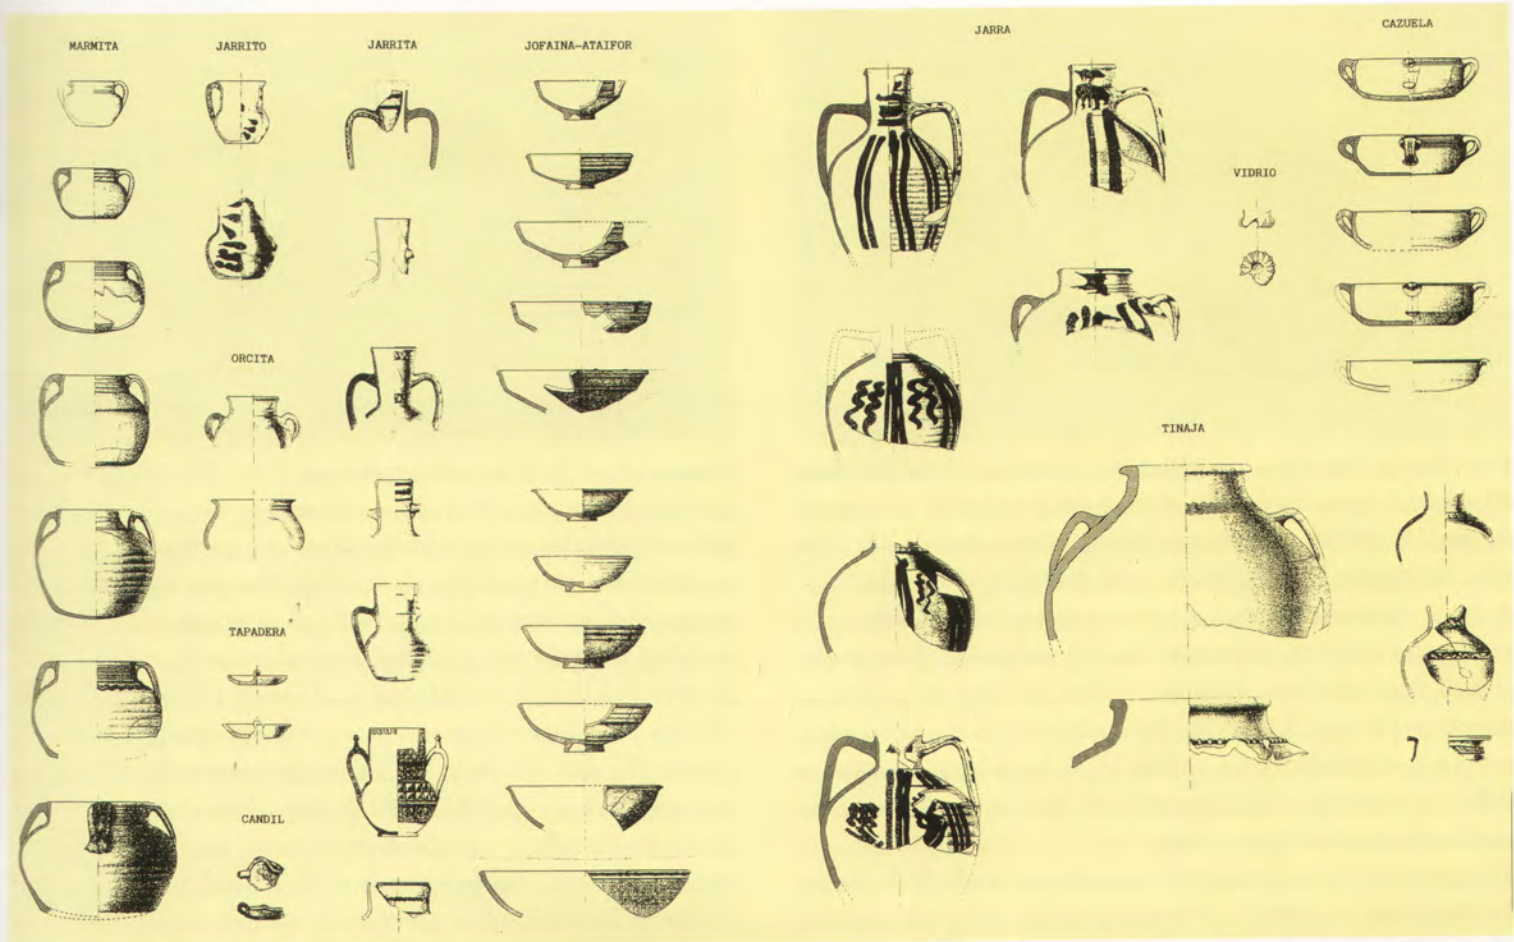 MARMITA
JARRITO
JARRITA
JOFAINA-ATAIFOR
JARRA
CAZUELA
VIDRIO
ORCITA
TINAJA
TAPADERA
CANDIL